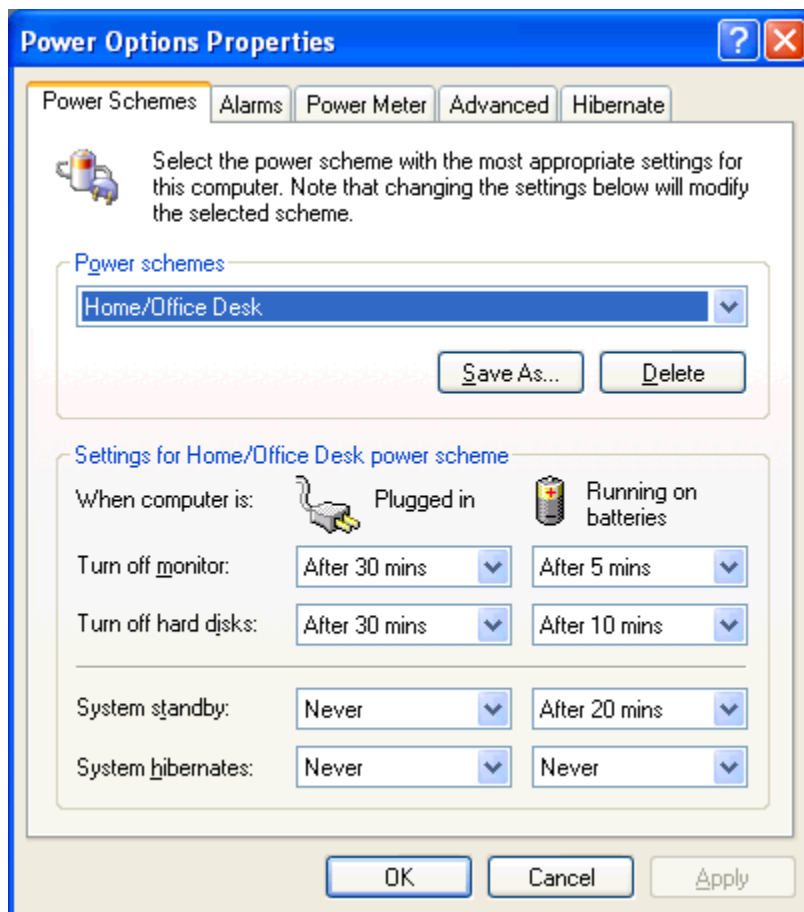 Power Options Properties
Power Schemes Alarms Power Meter Advanced Hibernate
Select the power scheme with the most appropriate settings for
this computer. Note that changing the settings below will modify
the selected scheme.
Power schemes
Home/Office Desk
Save As... Delete
Settings for Home/Office Desk power scheme
When computer is: Plugged in Running on
batteries
Turn off monitor: After 30 mins After 5 mins
Turn off hard disks: After 30 mins After 10 mins
System standby: Never After 20 mins
System hibernates: Never Never
OK Cancel Apply